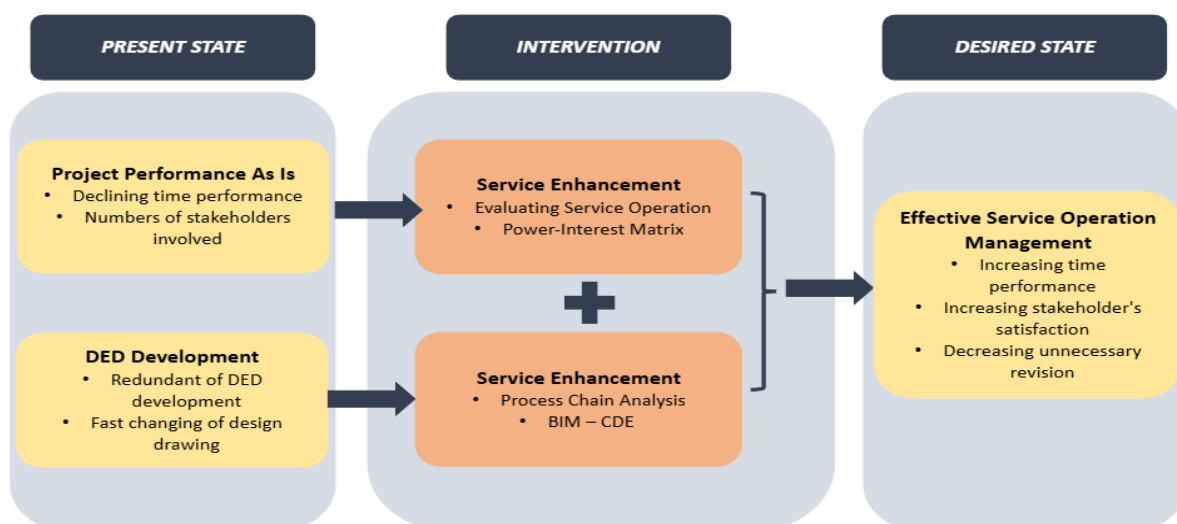 PRESENT STATE
INTERVENTION
DESIRED STATE
Project Performance As Is
• Declining time performance
• Numbers of stakeholders
involved
DED Development
• Redundant of DED
development
• Fast changing of design
drawing
Service Enhancement
• Evaluating Service Operation
• Power-Interest Matrix
Service Enhancement
• Process Chain Analysis
• BIM – CDE
Effective Service Operation
Management
• Increasing time
performance
• Increasing stakeholder's
satisfaction
• Decreasing unnecessary
revision